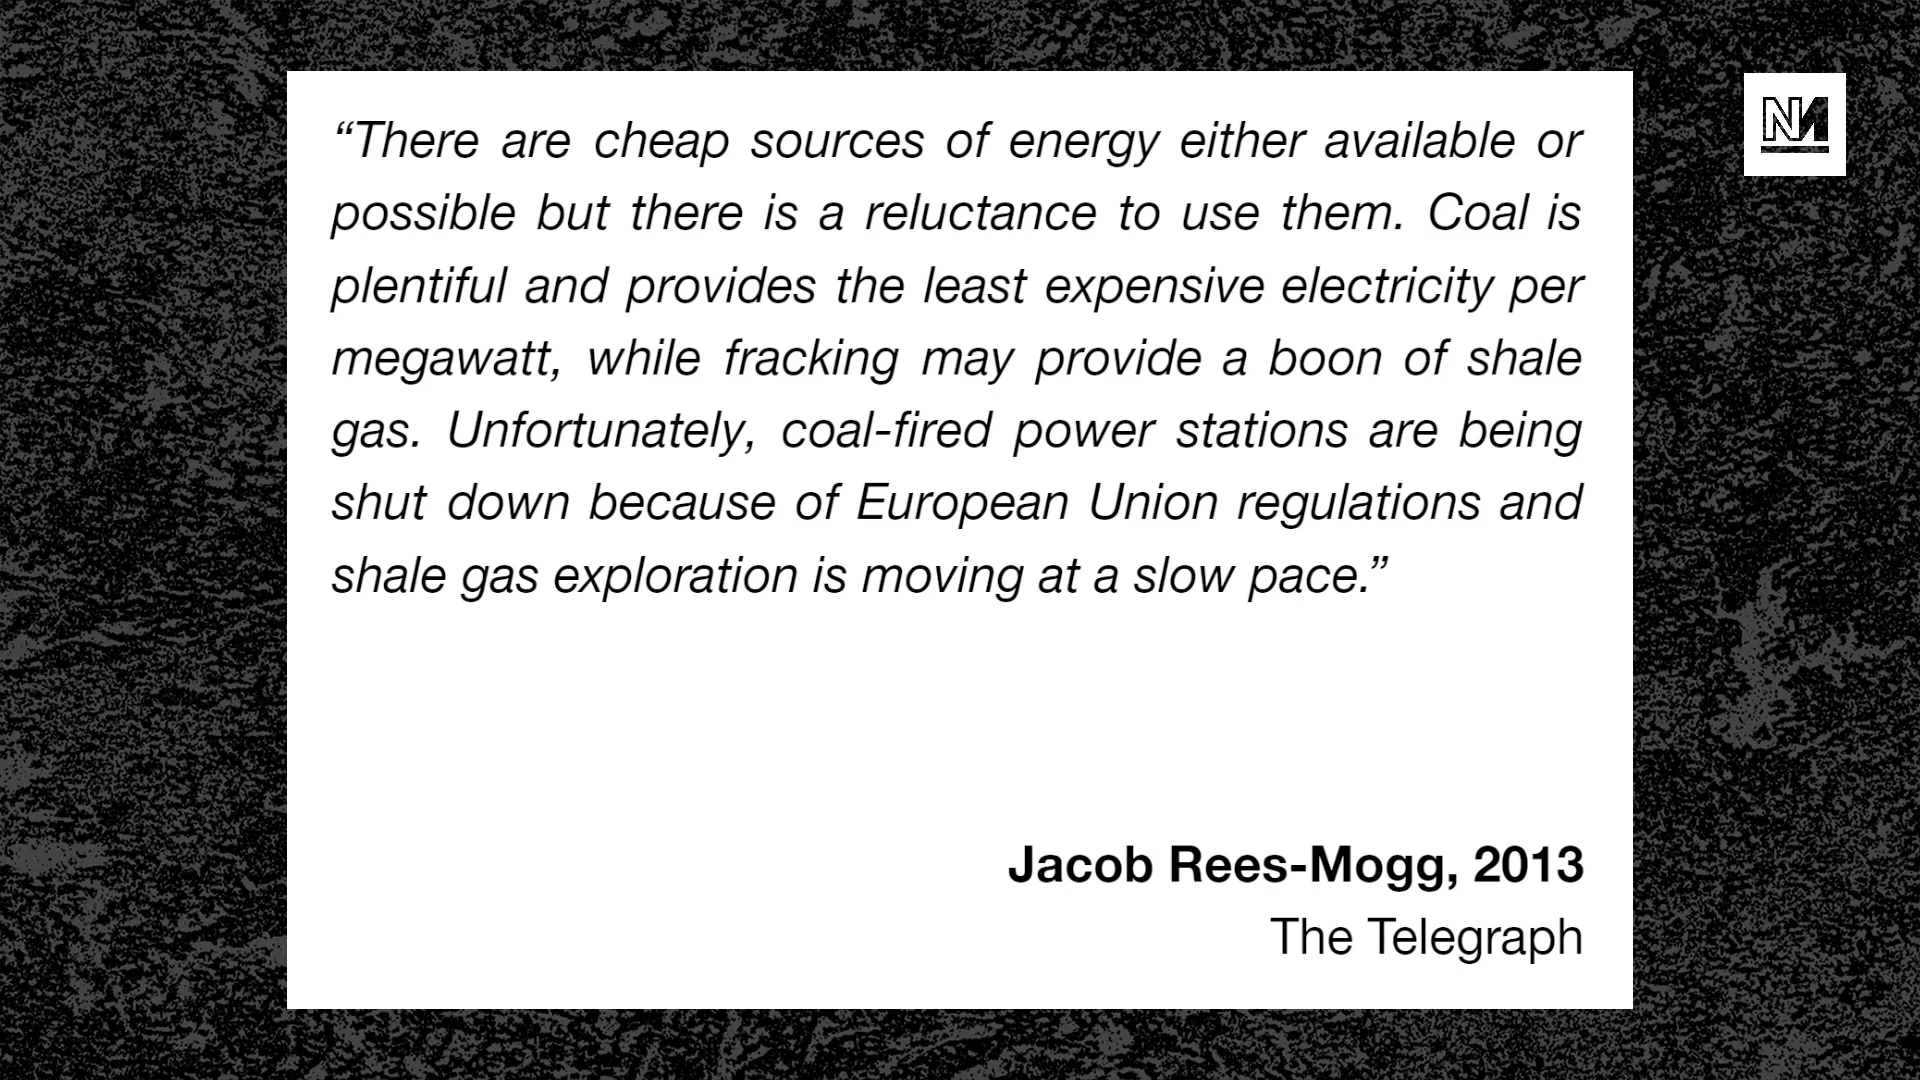 “There are cheap sources of energy either available or
possible but there is a reluctance to use them. Coal is
plentiful and provides the least expensive electricity per
megawatt, while fracking may provide a boon of shale
gas. Unfortunately, coal-fired power stations are being
shut down because of European Union regulations and
shale gas exploration is moving at a slow pace.”
Jacob Rees-Mogg, 2013
The Telegraph
NM